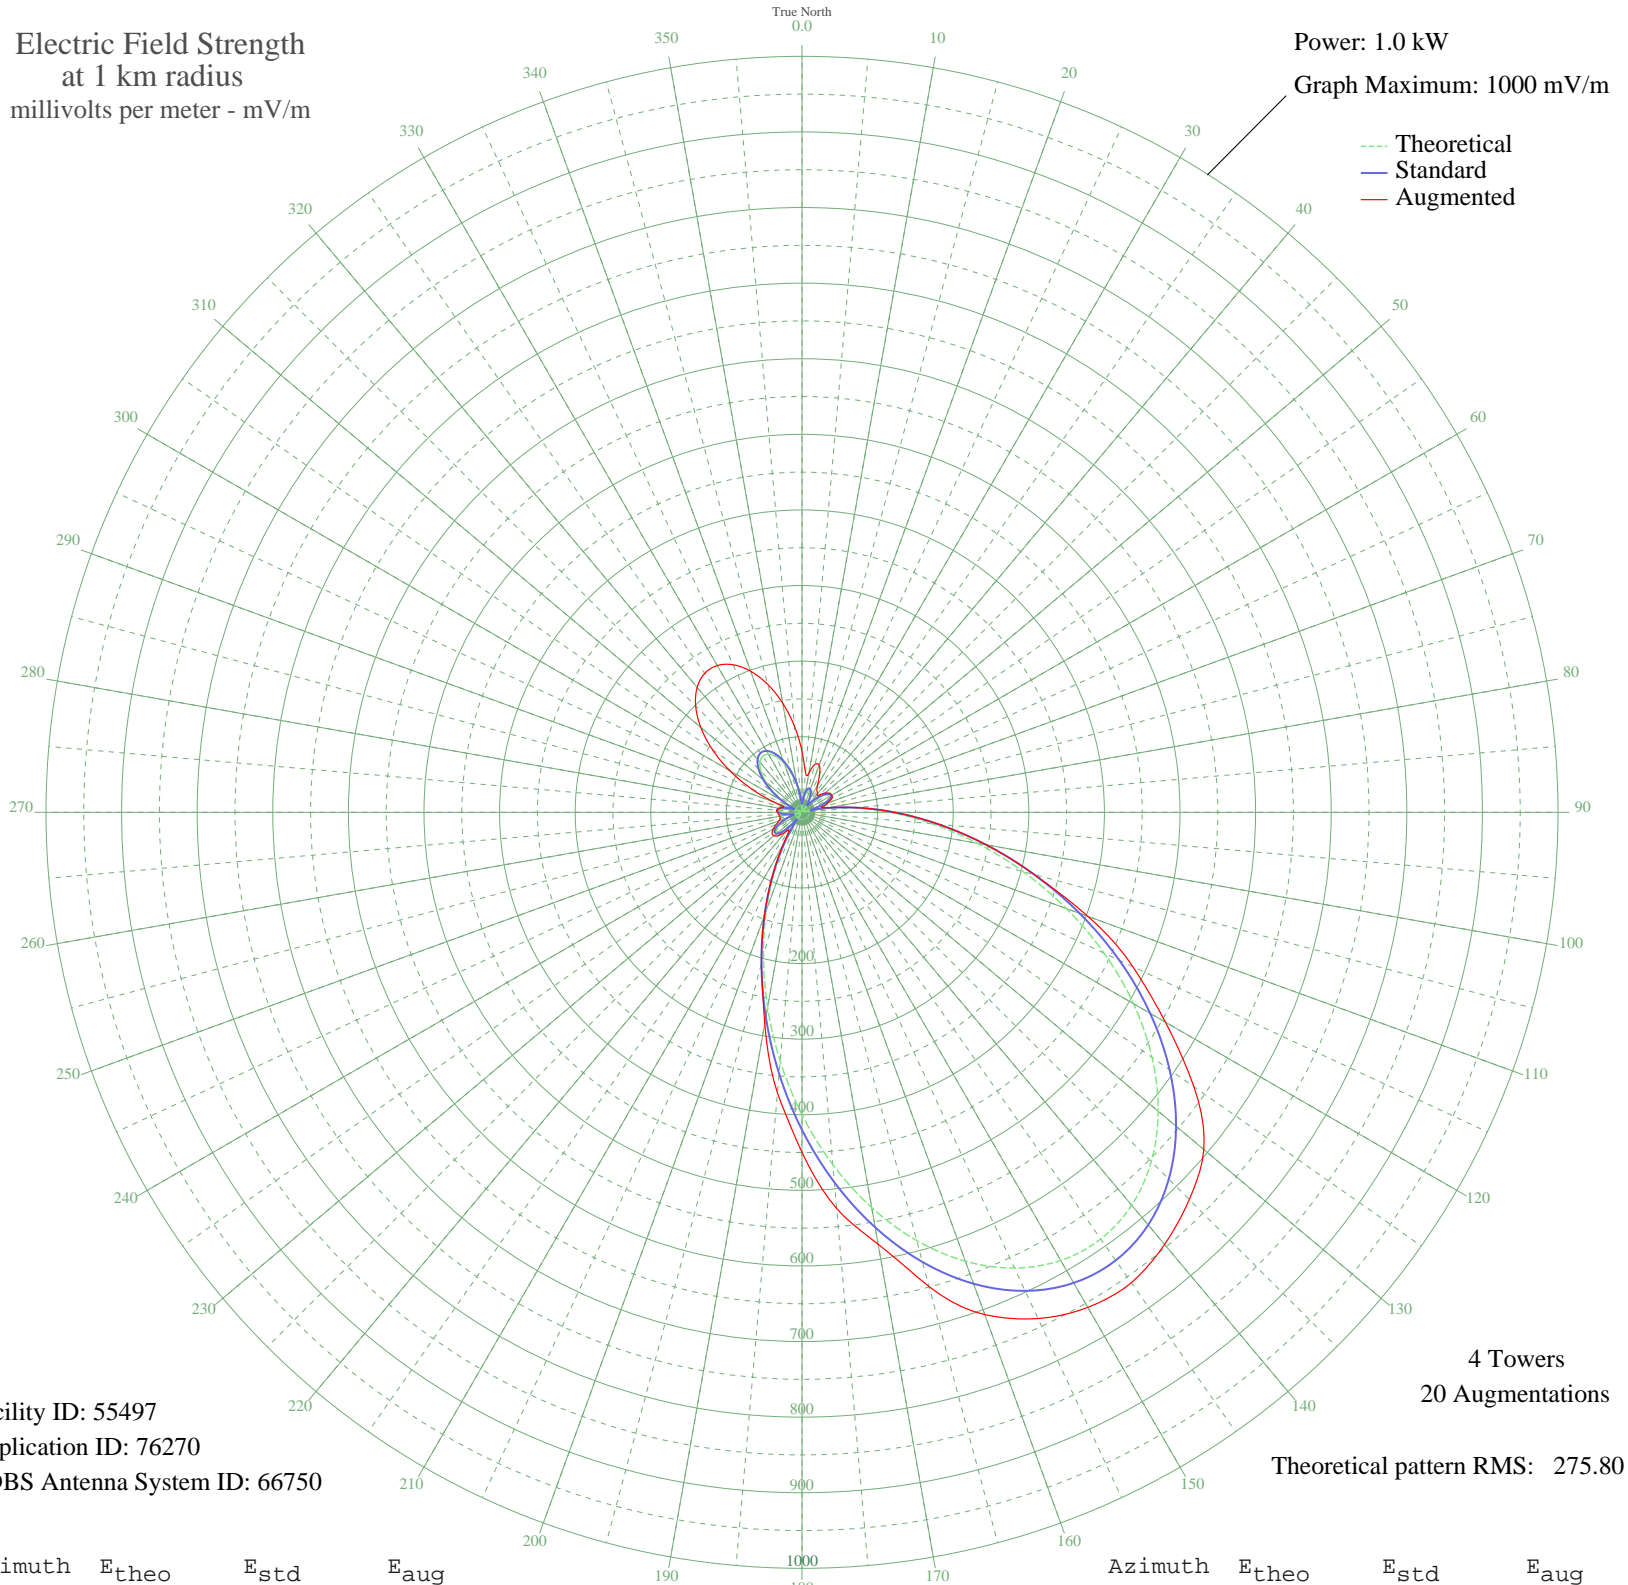 True North
0.0
Electric Field Strength
at 1 km radius
millivolts per meter - mV/m
Power: 1.0 kW
Graph Maximum: 1000 mV/m
Theoretical
Standard
Augmented
10
20
30
40
50
60
70
80
90
100
110
120
130
140
150
160
170
190
200
210
220
230
240
250
260
270
280
290
300
310
320
330
340
350
200
300
400
500
600
700
800
900
1000
4 Towers
20 Augmentations
Theoretical pattern RMS: 275.80
cility ID: 55497
plication ID: 76270
DBS Antenna System ID: 66750
imuth Etheo Estd Eaug
Azimuth Etheo Estd Eaug